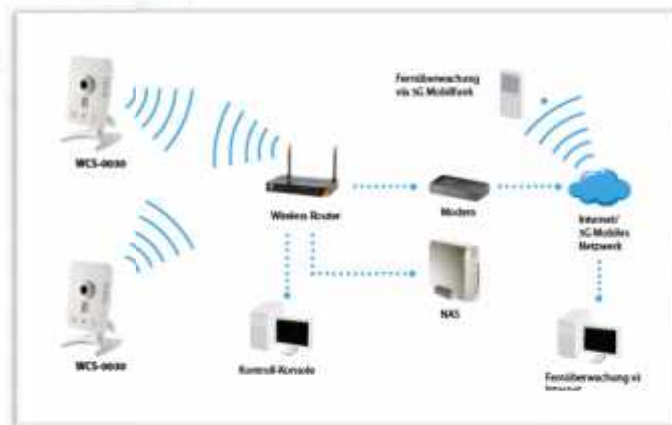 WCS-0030
WCS-0030
Wireless Router
Kontroll-Konsole
Modem
NAS
Fernüberwachung
via 3G Mobilfunk
Internet/
3G Mobiles
Netzwerk
Fernüberwachung vi